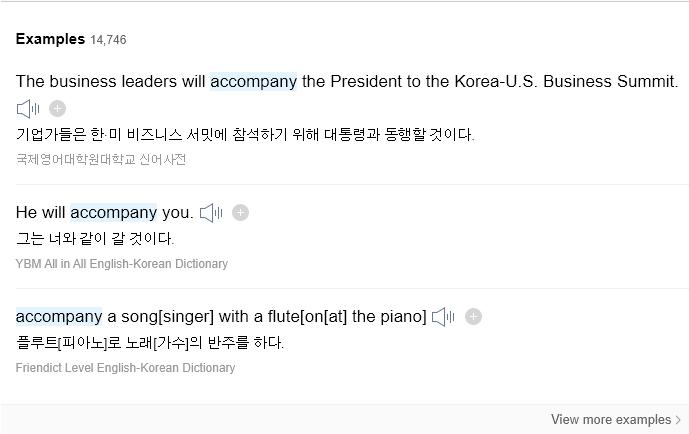 Examples 14,746
The business leaders will accompany the President to the Korea-U.S. Business Summit.
기업가들은 한·미 비즈니스 서밋에 참석하기 위해 대통령과 동행할 것이다.
국제영어대학원대학교 신어사전
He will accompany you.
그는 너와 같이 갈 것이다.
YBM All in All English-Korean Dictionary
accompany a song[singer] with a flute[on[at] the piano]
플루트[피아노]로 노래[가수]의 반주를 하다.
Friendict Level English-Korean Dictionary
View more examples